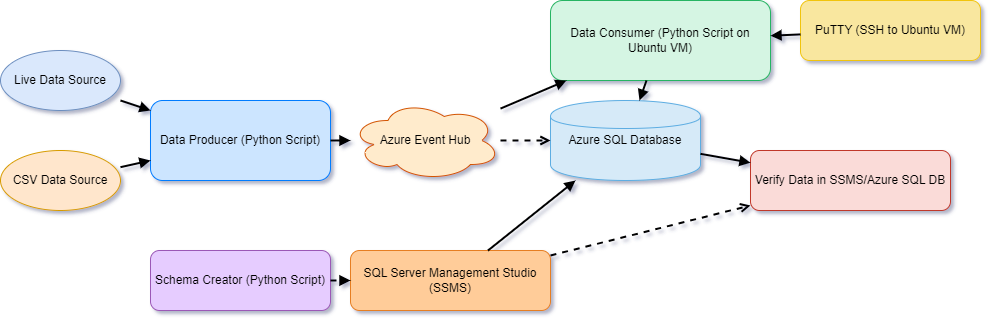 Data Consumer (Python Script on
Ubuntu VM)
PuTTY (SSH to Ubuntu VM)
Live Data Source
Data Producer (Python Script)
Azure Event Hub
Azure SQL Database
CSV Data Source
Verify Data in SSMS/Azure SQL DB
Schema Creator (Python Script)
SQL Server Management Studio
(SSMS)